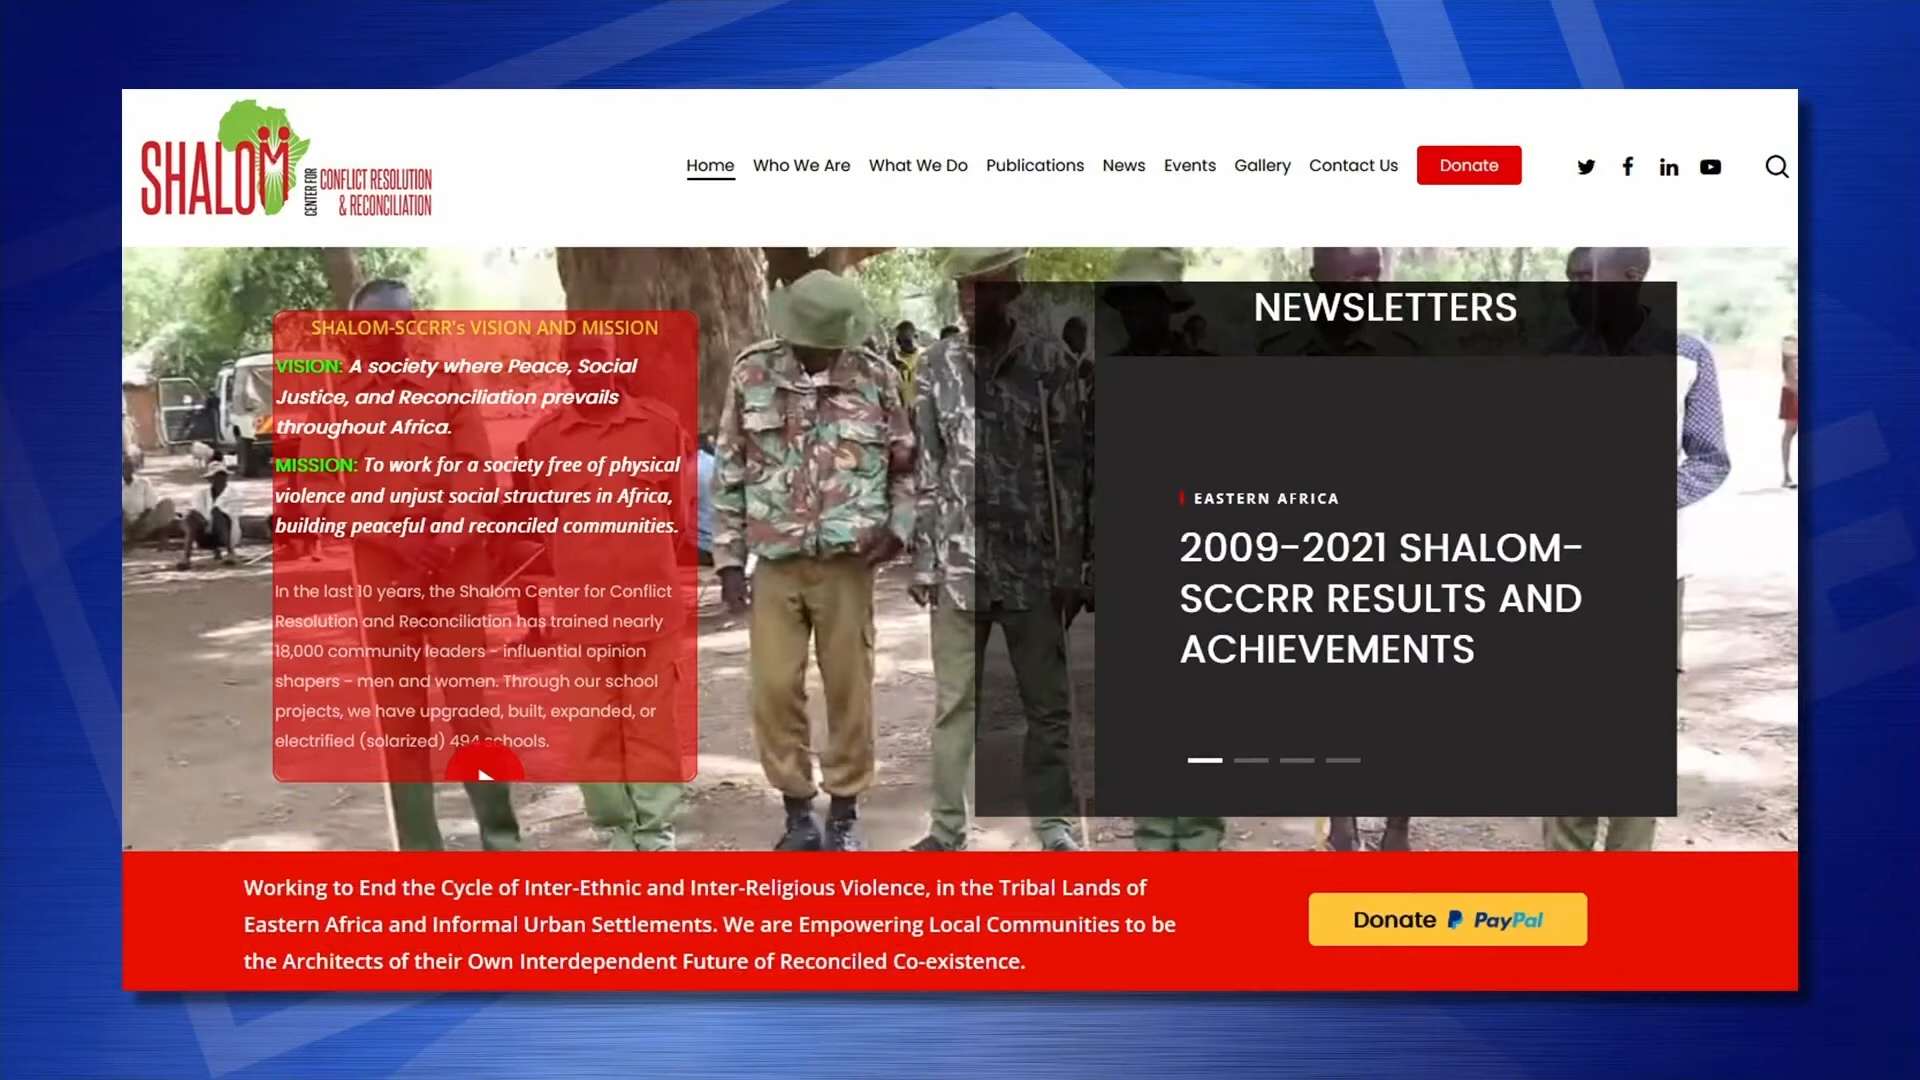 SHALOM
CENTER FOR
CONFLICT RESOLUTION
& RECONCILIATION
Home Who We Are What We Do Publications News Events Gallery Contact Us Donate
SHALOM-SCCRR's VISION AND MISSION
VISION: A society where Peace, Social
Justice, and Reconciliation prevails
throughout Africa.
MISSION: To work for a society free of physical
violence and unjust social structures in Africa,
building peaceful and reconciled communities.
In the last 10 years, the Shalom Center for Conflict
Resolution and Reconciliation has trained nearly
18,000 community leaders - influential opinion
shapers - men and women. Through our school
projects, we have upgraded, built, expanded, or
electrified (solarized) 494 schools.
NEWSLETTERS
EASTERN AFRICA
2009-2021 SHALOM-
SCCRR RESULTS AND
ACHIEVEMENTS
Working to End the Cycle of Inter-Ethnic and Inter-Religious Violence, in the Tribal Lands of
Eastern Africa and Informal Urban Settlements. We are Empowering Local Communities to be
the Architects of their Own Interdependent Future of Reconciled Co-existence.
Donate PayPal